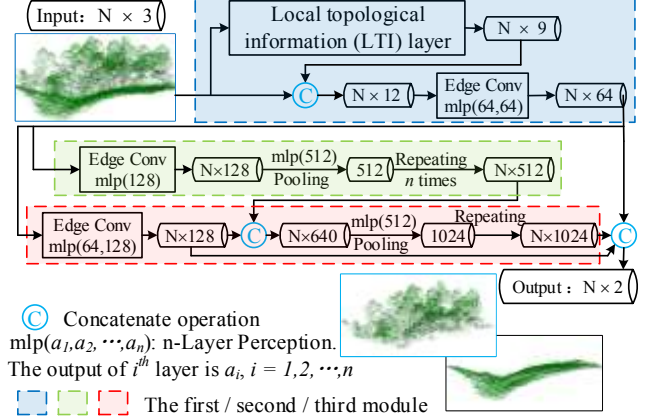 Input: N × 3
Local topological
information (LTI) layer
N × 9
C
N × 12
Edge Conv
mlp(64,64)
N × 64
Edge Conv
mlp(128)
N×128
mlp(512)
Pooling
512
Repeating
n times
N×512
Edge Conv
mlp(64,128)
N×128
C
N×640
mlp(512)
Pooling
1024
Repeating
N×1024
C
Output： N × 2
C Concatenate operation
mlp(a1,a2,⋯,an): n-Layer Perception.
The output of ith layer is ai, i = 1,2,⋯,n
The first / second / third module